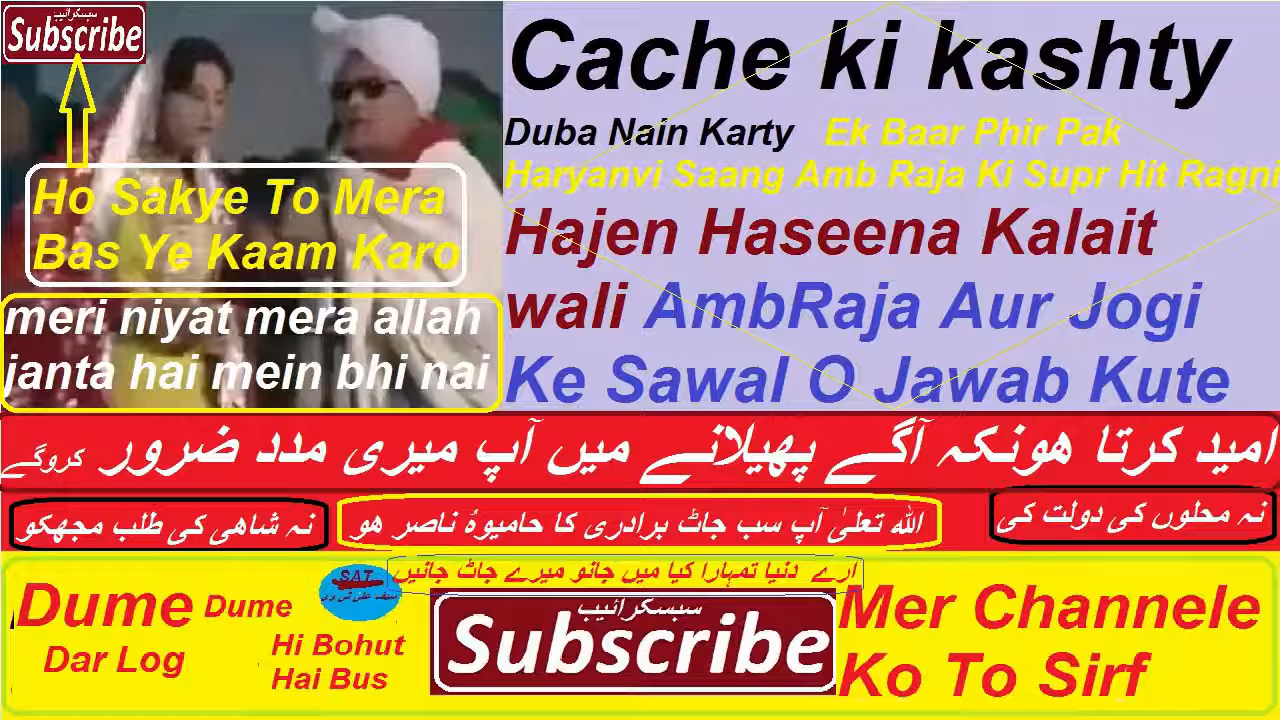 سبسکرائیب
Subscribe
Ho Sakye To Mera
Bas Ye Kaam Karo
meri niyat mera allah
janta hai mein bhi nai
Cache ki kashty
Duba Nain Karty Ek Baar Phir Pak
Haryanvi Saang Amb Raja Ki Supr Hit Ragni
Hajen Haseena Kalait
wali AmbRaja Aur Jogi
Ke Sawal O Jawab Kute
امید کرتا ھونکہ آگے پھیلانے میں آپ میری مدد ضرور کروگے
نہ محلوں کی دولت کی
اللہ تعلیٰ آپ سب جاٹ برادری کا حامیوۂ ناصر ھو
نہ شاھی کی طلب مجھکو
ارے دنیا تمہارا کیا میں جانو میرے جاٹ جانیں
Dume Dume
Dar Log
Hi Bohut
Hai Bus
SAT
سبسکرائیب
Subscribe
Mer Channele
Ko To Sirf